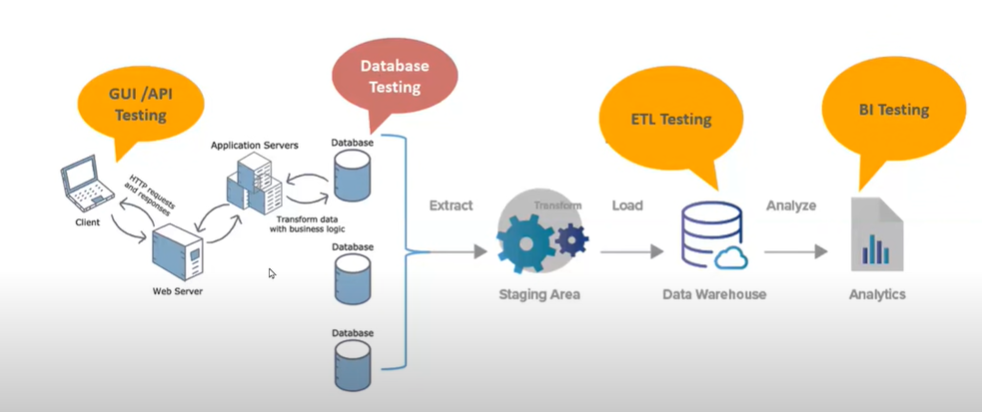 GUI /API
Testing
Database
Testing
ETL Testing
BI Testing
Application Servers
Database
HTTP requests
and responses
Client
Transform data
with business logic
Web Server
Database
Database
Extract
Transform
Load
Analyze
Staging Area
Data Warehouse
Analytics